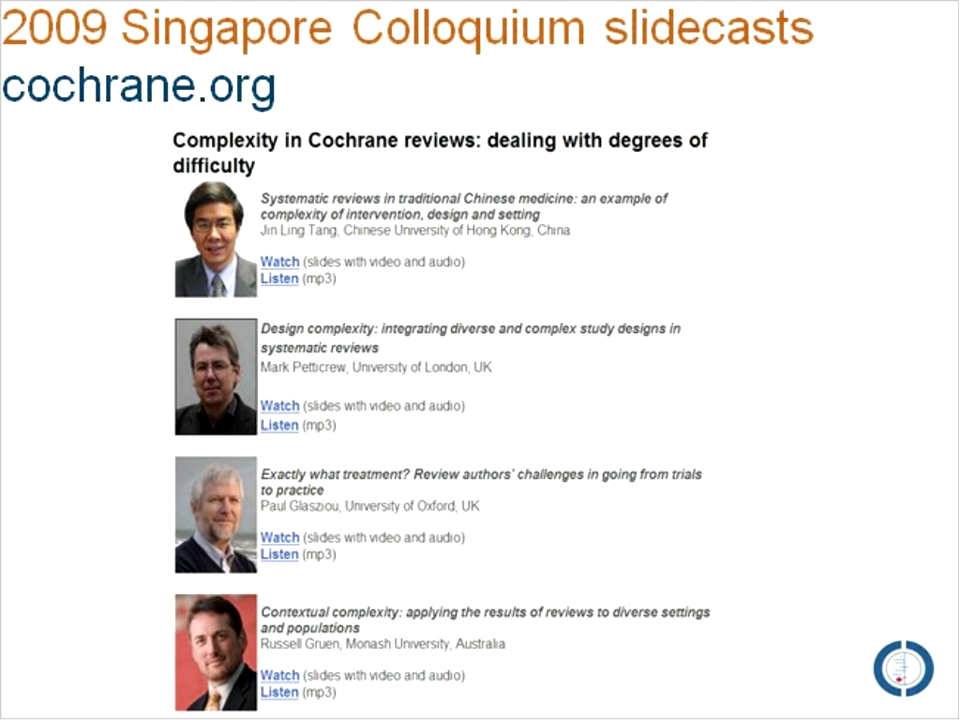 2009 Singapore Colloquium slidecasts
cochrane.org
Complexity in Cochrane reviews: dealing with degrees of
difficulty
Systematic reviews in traditional Chinese medicine: an example of
complexity of intervention, design and setting
Jin Ling Tang, Chinese University of Hong Kong, China
Watch (slides with video and audio)
Listen (mp3)
Design complexity: integrating diverse and complex study designs in
systematic reviews
Mark Petticrew, University of London, UK
Watch (slides with video and audio)
Listen (mp3)
Exactly what treatment? Review authors' challenges in going from trials
to practice
Paul Glasziou, University of Oxford, UK
Watch (slides with video and audio)
Listen (mp3)
Contextual complexity: applying the results of reviews to diverse settings
and populations
Russell Gruen, Monash University, Australia
Watch (slides with video and audio)
Listen (mp3)